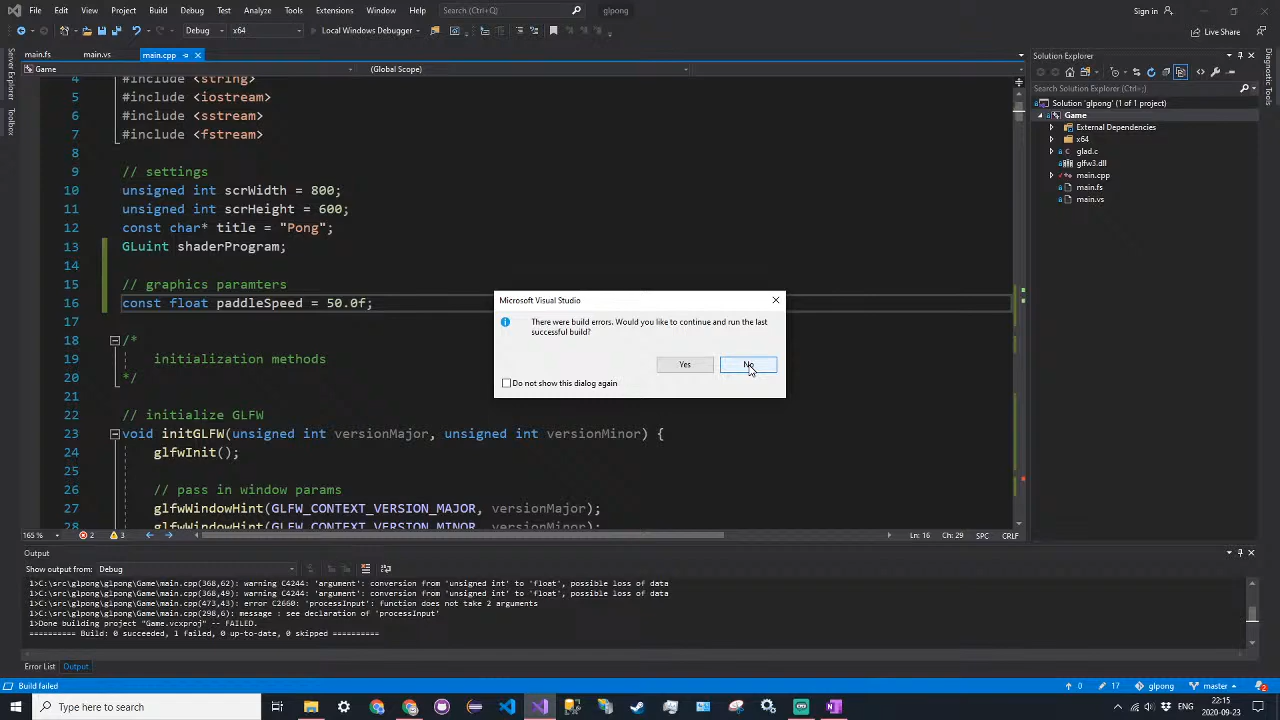 File Edit View Project Build Debug Test Analyze Tools Extensions Window Help Search (Ctrl+Q) glpong Sign in
Debug x64 Local Windows Debugger Live Share
main.fs main.vs main.cpp
Game (Global Scope)
Server Explorer
Toolbox
4 #include <string>
5 #include <iostream>
6 #include <sstream>
7 #include <fstream>
8
9 // settings
10 unsigned int scrWidth = 800;
11 unsigned int scrHeight = 600;
12 const char* title = "Pong";
13 GLuint shaderProgram;
14
15 // graphics paramters
16 const float paddleSpeed = 50.0f;
17
18 /*
19 initialization methods
20 */
21
22 // initialize GLFW
23 void initGLFW(unsigned int versionMajor, unsigned int versionMinor) {
24 glfwInit();
25
26 // pass in window params
27 glfwWindowHint(GLFW_CONTEXT_VERSION_MAJOR, versionMajor);
28 glfwWindowHint(GLFW_CONTEXT_VERSION_MINOR, versionMinor);
165 % 2 3 Ln: 16 Ch: 29 SPC CRLF
Microsoft Visual Studio
There were build errors. Would you like to continue and run the last
successful build?
Yes No
Do not show this dialog again
Solution Explorer
Search Solution Explorer (Ctrl+;)
Solution 'glpong' (1 of 1 project)
Game
External Dependencies
x64
glad.c
glfw3.dll
main.cpp
main.fs
main.vs
Diagnostic Tools
Output
Show output from: Debug
1>C:\src\glpong\glpong\Game\main.cpp(368,62): warning C4244: 'argument': conversion from 'unsigned int' to 'float', possible loss of data
1>C:\src\glpong\glpong\Game\main.cpp(368,49): warning C4244: 'argument': conversion from 'unsigned int' to 'float', possible loss of data
1>C:\src\glpong\glpong\Game\main.cpp(473,43): error C2660: 'processInput': function does not take 2 arguments
1>C:\src\glpong\glpong\Game\main.cpp(298,6): message : see declaration of 'processInput'
1>Done building project "Game.vcxproj" -- FAILED.
========== Build: 0 succeeded, 1 failed, 0 up-to-date, 0 skipped ==========
Error List Output
Build failed 0 17 glpong master 2
Type here to search
22:15
2020-09-23